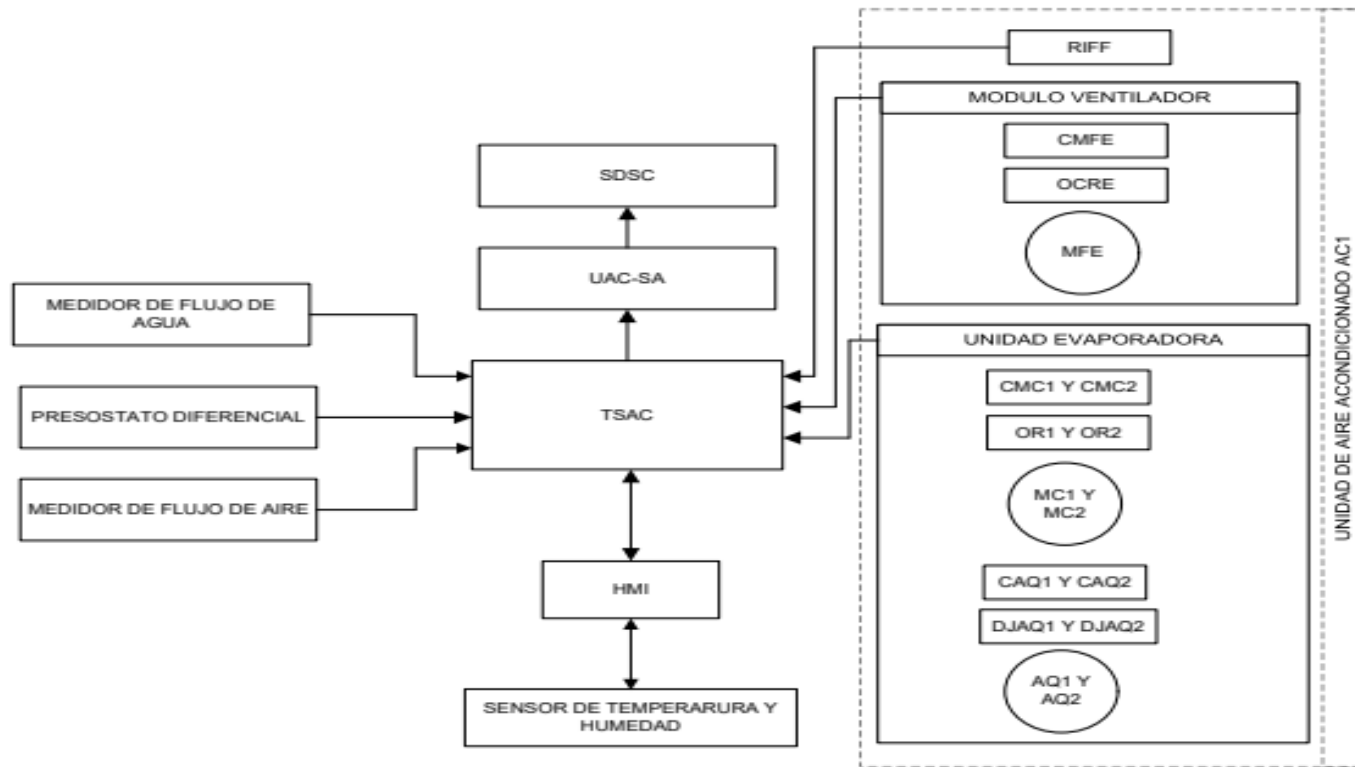 RIFF
MODULO VENTILADOR
CMFE
OCRE
MFE
SDSC
UAC-SA
MEDIDOR DE FLUJO DE
AGUA
PRESOSTATO DIFERENCIAL
MEDIDOR DE FLUJO DE AIRE
TSAC
HMI
SENSOR DE TEMPERARURA Y
HUMEDAD
UNIDAD EVAPORADORA
CMC1 Y CMC2
OR1 Y OR2
MC1 Y
MC2
CAQ1 Y CAQ2
DJAQ1 Y DJAQ2
AQ1 Y
AQ2
UNIDAD DE AIRE ACONDICIONADO AC1